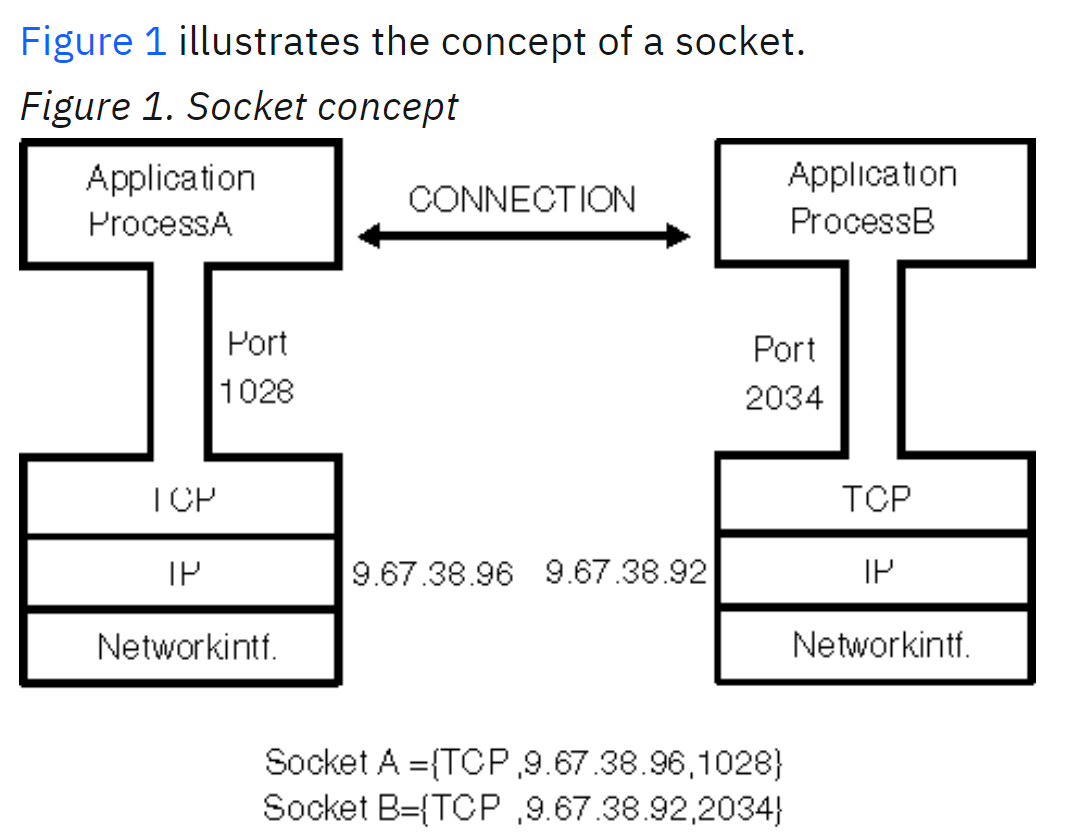 Figure 1 illustrates the concept of a socket.
Figure 1. Socket concept
Application
ProcessA
CONNECTION
Application
ProcessB
Port
1028
Port
2034
TCP
TCP
IP
9.67.38.96
9.67.38.92
IP
Networkintf.
Networkintf.
Socket A ={TCP ,9.67.38.96,1028}
Socket B={TCP ,9.67.38.92,2034}